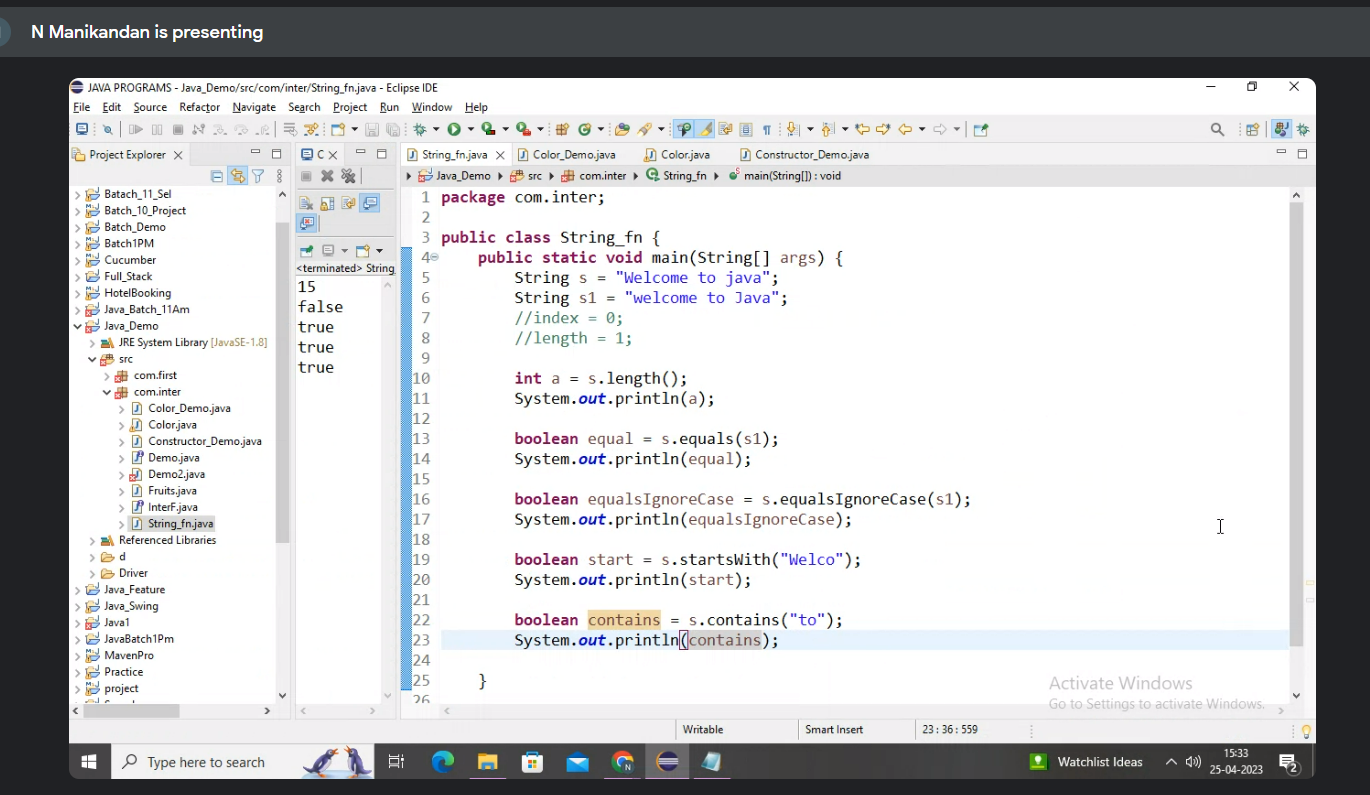 N Manikandan is presenting
JAVA PROGRAMS - Java_Demo/src/com/inter/String_fn.java - Eclipse IDE
File Edit Source Refactor Navigate Search Project Run Window Help
Project Explorer
C
String_fn.java
Color_Demo.java
Color.java
Constructor_Demo.java
Java_Demo
src
com.inter
String_fn
main(String[]) : void
Batach_11_Sel
Batch_10_Project
Batch_Demo
Batch1PM
Cucumber
Full_Stack
HotelBooking
Java_Batch_11Am
Java_Demo
JRE System Library [JavaSE-1.8]
src
com.first
com.inter
Color_Demo.java
Color.java
Constructor_Demo.java
Demo.java
Demo2.java
Fruits.java
InterF.java
String_fn.java
Referenced Libraries
d
Driver
Java_Feature
Java_Swing
Java1
JavaBatch1Pm
MavenPro
Practice
project
<terminated> String
15
false
true
true
true
1 package com.inter;
2
3 public class String_fn {
4 public static void main(String[] args) {
5 String s = "Welcome to java";
6 String s1 = "welcome to Java";
7 //index = 0;
8 //length = 1;
9
10 int a = s.length();
11 System.out.println(a);
12
13 boolean equal = s.equals(s1);
14 System.out.println(equal);
15
16 boolean equalsIgnoreCase = s.equalsIgnoreCase(s1);
17 System.out.println(equalsIgnoreCase);
18
19 boolean start = s.startsWith("Welco");
20 System.out.println(start);
21
22 boolean contains = s.contains("to");
23 System.out.println(contains);
24
25 }
26
Activate Windows
Go to Settings to activate Windows.
Writable
Smart Insert
23 : 36 : 559
Type here to search
Watchlist Ideas
15:33
25-04-2023
2